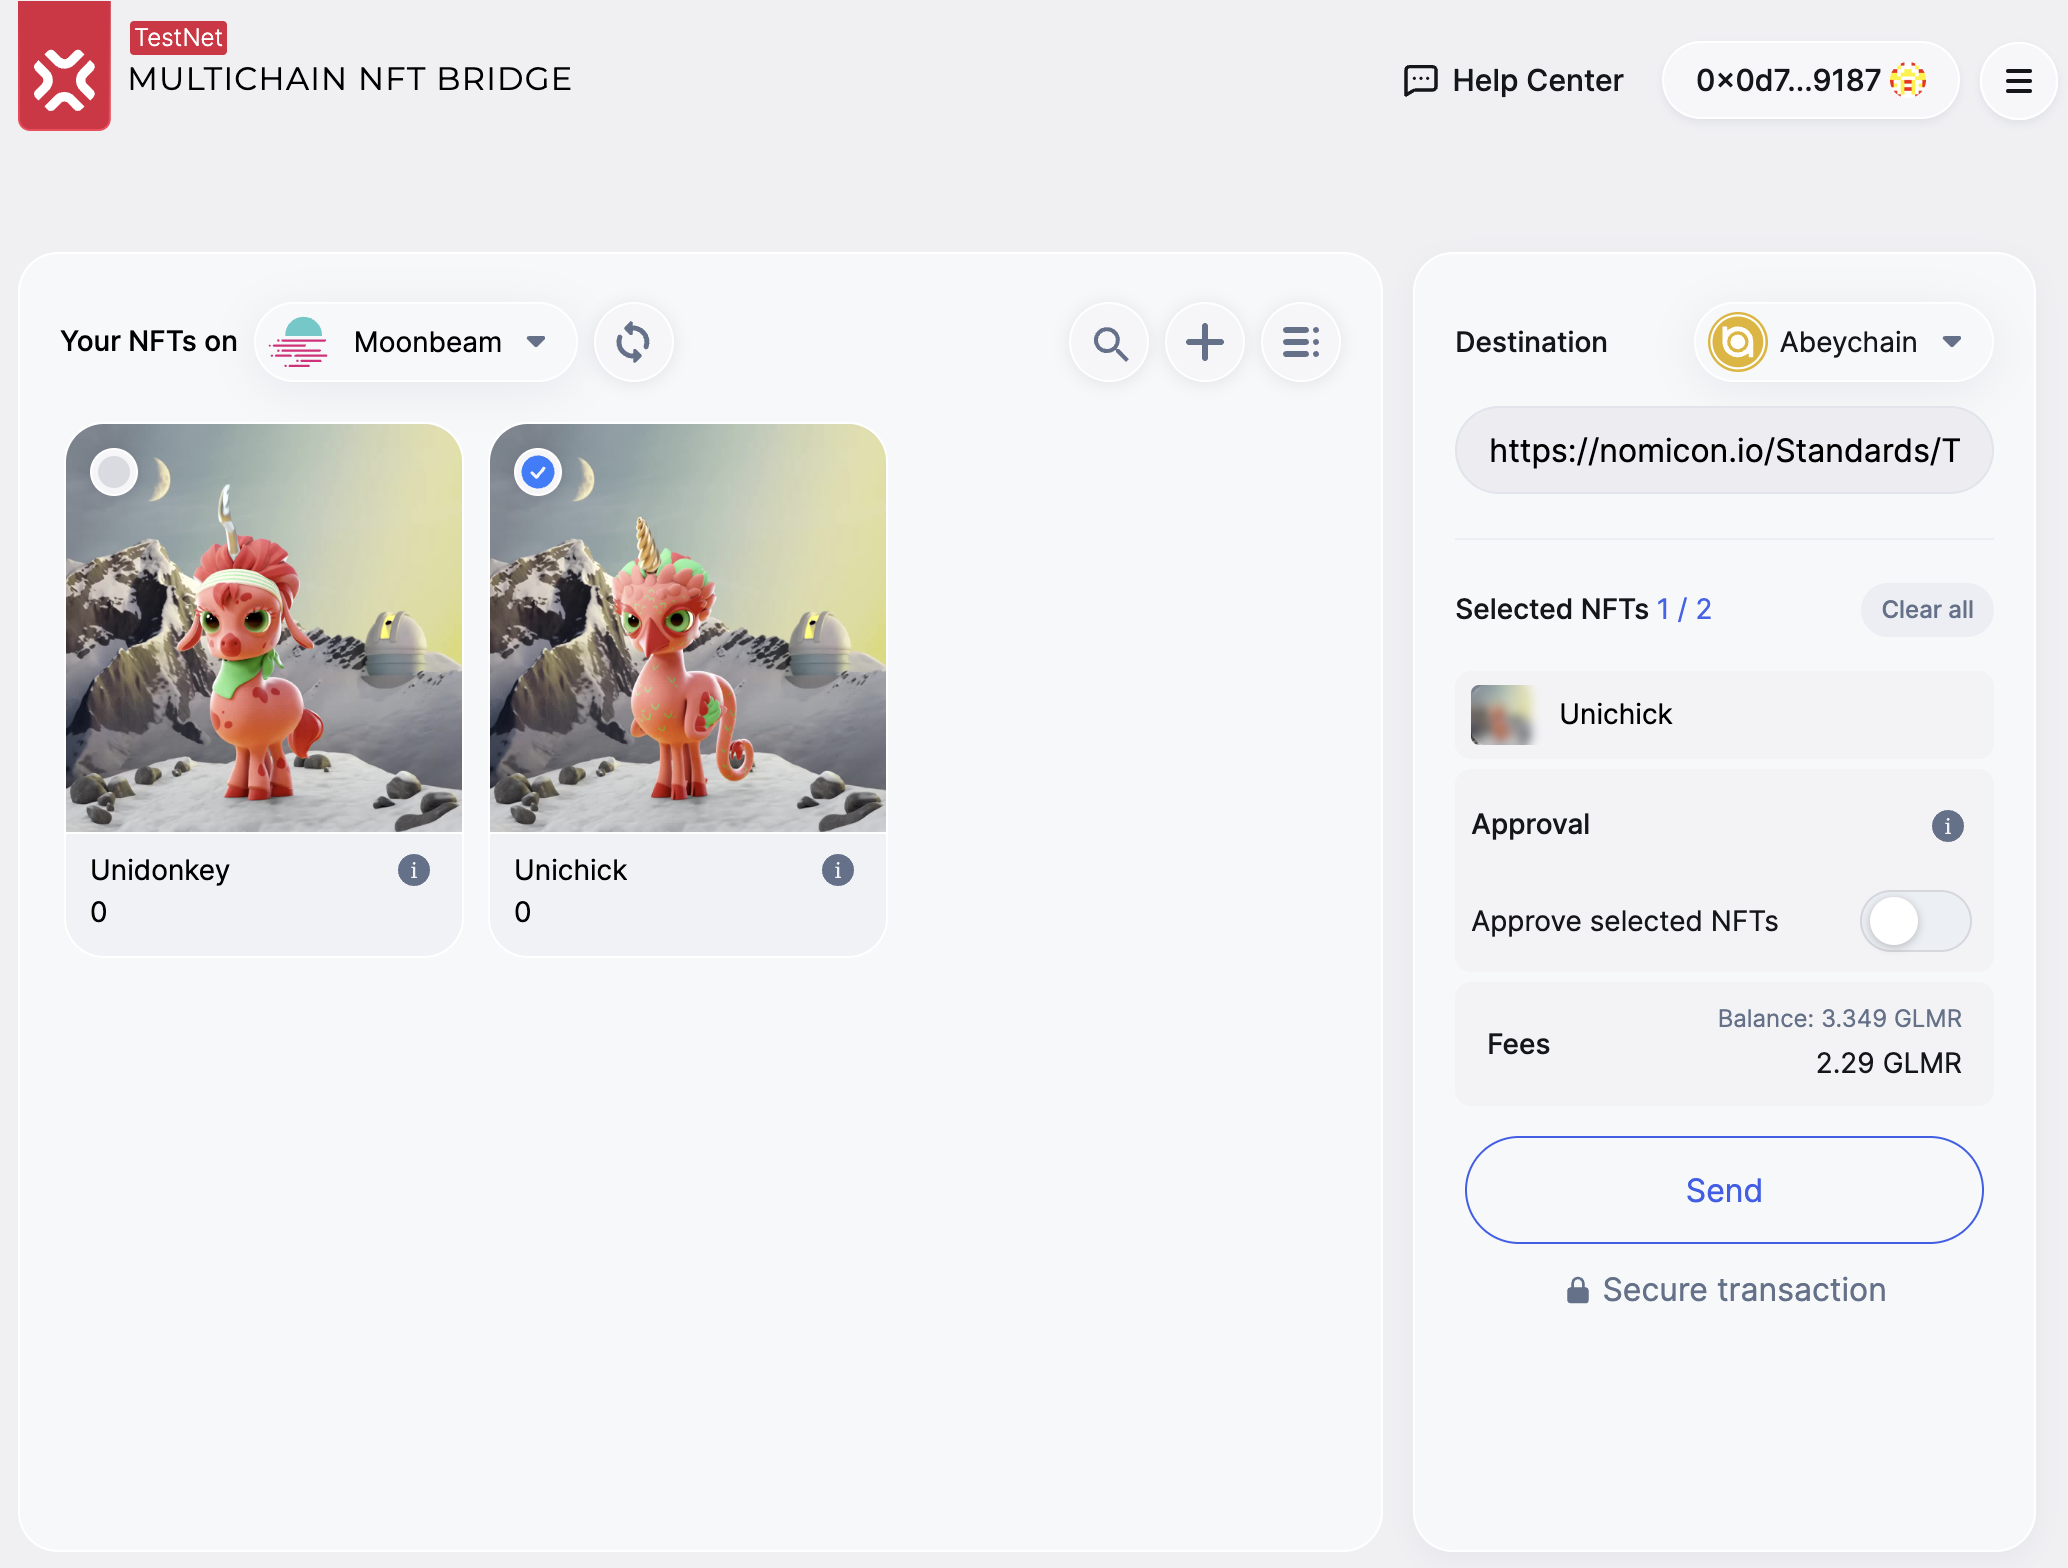 TestNet
MULTICHAIN NFT BRIDGE
Help Center
0x0d7...9187
Your NFTs on
Moonbeam
Unidonkey
0
Unichick
0
Destination
Abeychain
https://nomicon.io/Standards/T
Selected NFTs 1 / 2
Clear all
Unichick
Approval
Approve selected NFTs
Fees
Balance: 3.349 GLMR
2.29 GLMR
Send
Secure transaction